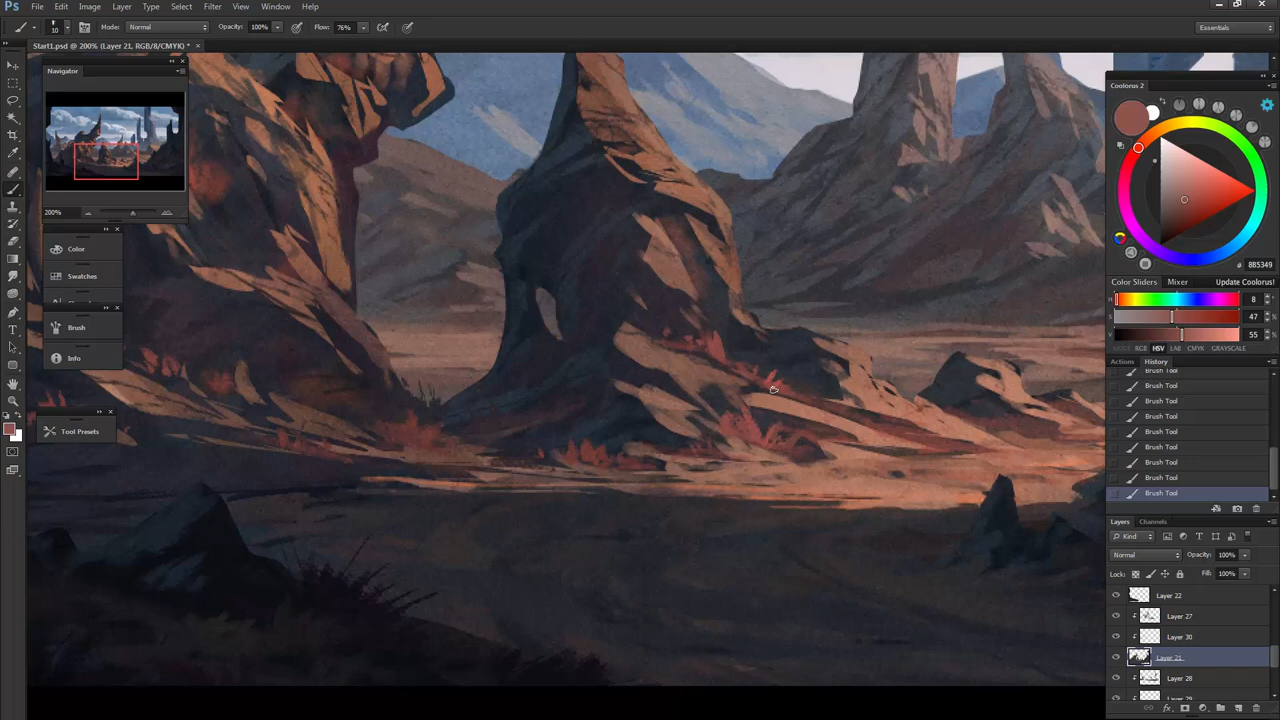 Ps File Edit Image Layer Type Select Filter View Window Help
10 Mode: Normal Opacity: 100% Flow: 76% Essentials
Start1.psd @ 200% (Layer 21, RGB/8/CMYK) * ×
Navigator
200%
Color
Swatches
Brush
Info
Tool Presets
Coolorus 2
# 8B5349
Color Sliders Mixer Update Coolorus!
H 8
S 47
V 55
RGB HSV LAB CMYK GRAYSCALE
Actions History
Brush Tool
Brush Tool
Brush Tool
Brush Tool
Brush Tool
Brush Tool
Brush Tool
Brush Tool
Brush Tool
Layers Channels
Kind
Normal Opacity: 100%
Lock: Fill: 100%
Layer 22
Layer 27
Layer 30
Layer 21
Layer 28